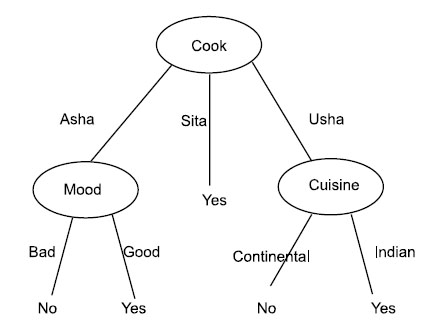 Cook
Asha
Sita
Usha
Mood
Yes
Cuisine
Bad
Good
Continental
Indian
No
Yes
No
Yes